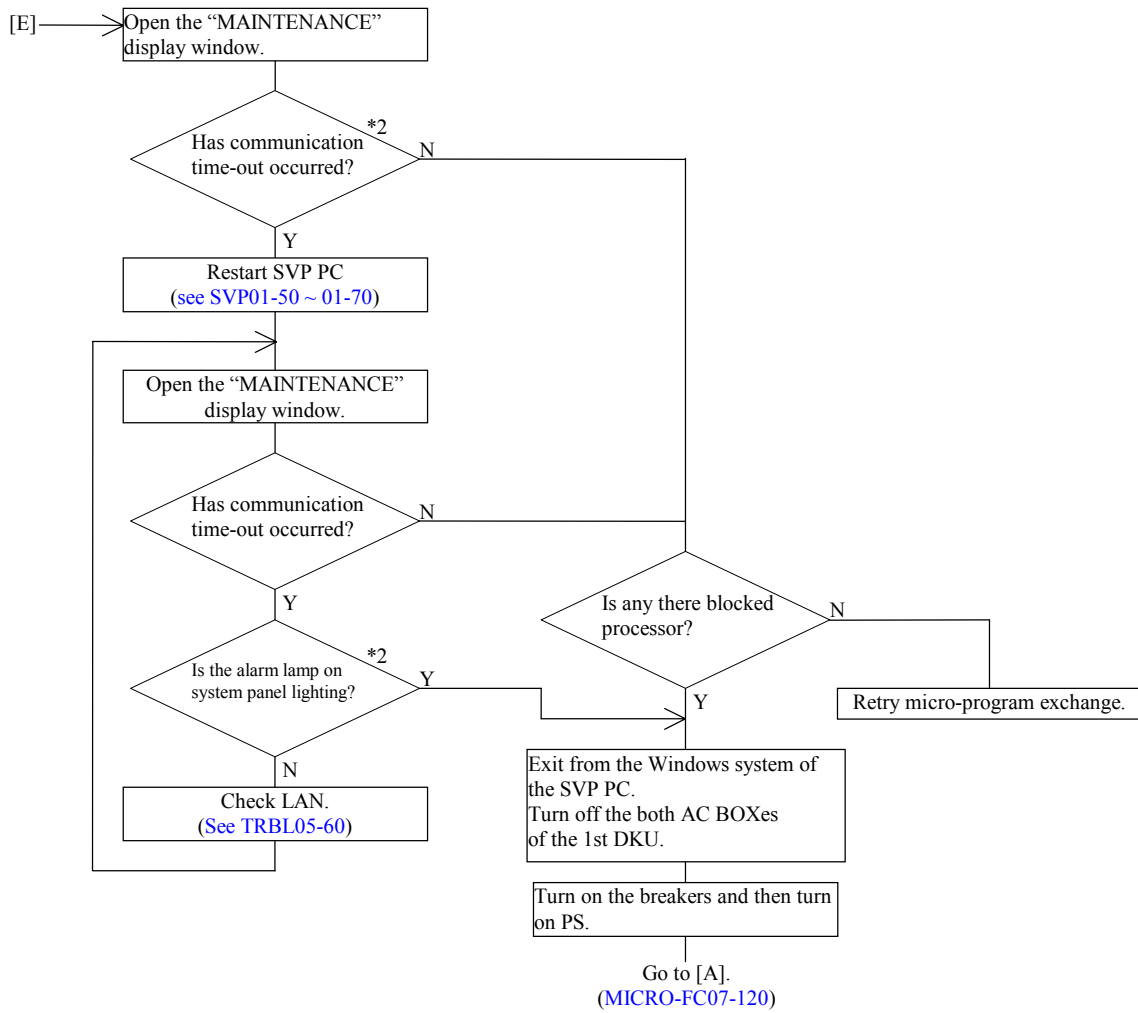 [E]
Open the “MAINTENANCE”
display window.
*2
Has communication
time-out occurred?
N
Y
Restart SVP PC
(see SVP01-50 ~ 01-70)
Open the “MAINTENANCE”
display window.
Has communication
time-out occurred?
N
Y
*2
Is the alarm lamp on
system panel lighting?
Y
N
Check LAN.
(See TRBL05-60)
Is any there blocked
processor?
N
Y
Retry micro-program exchange.
Exit from the Windows system of
the SVP PC.
Turn off the both AC BOXes
of the 1st DKU.
Turn on the breakers and then turn
on PS.
Go to [A].
(MICRO-FC07-120)